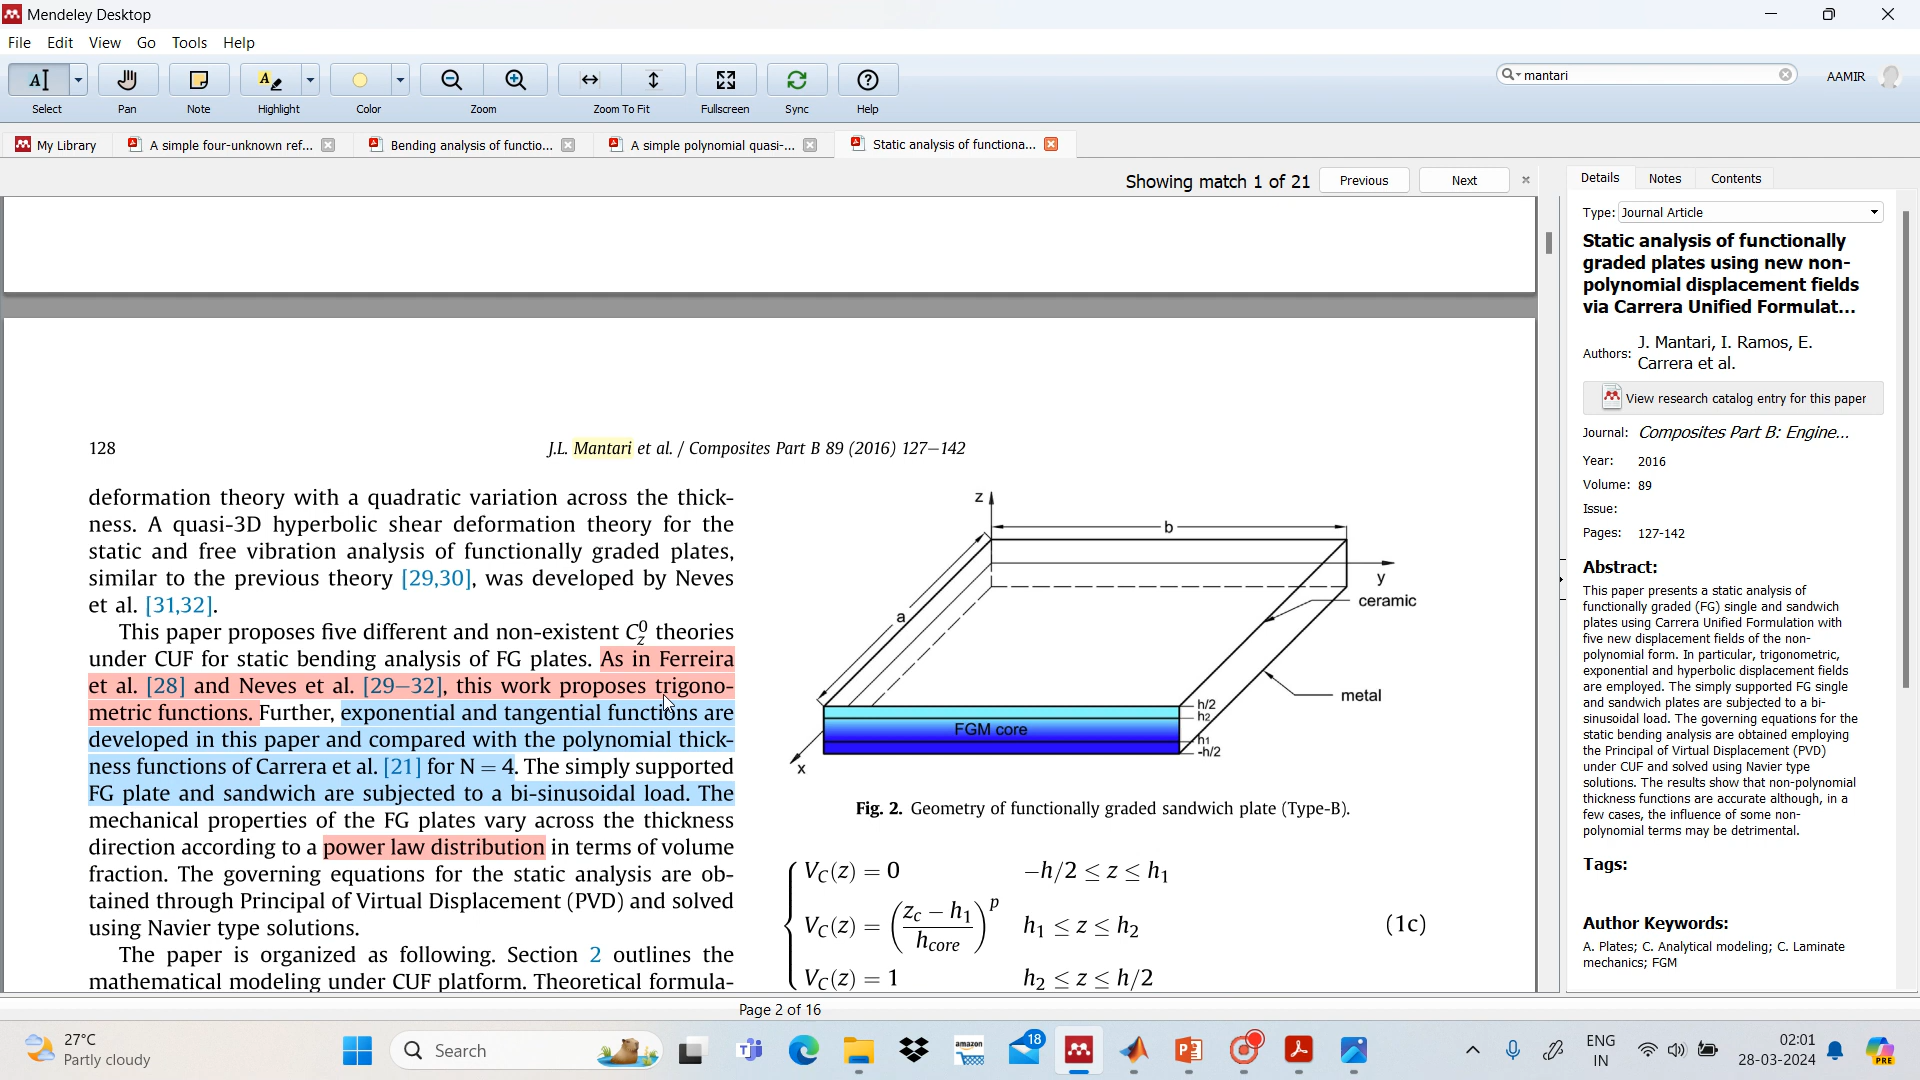 Mendeley Desktop
File Edit View Go Tools Help
Select Pan Note Highlight Color Zoom Zoom To Fit Fullscreen Sync Help
mantari
AAMIR
My Library
A simple four-unknown ref...
Bending analysis of functio...
A simple polynomial quasi-...
Static analysis of functiona...
Showing match 1 of 21
Previous
Next
128
J.L. Mantari et al. / Composites Part B 89 (2016) 127–142
deformation theory with a quadratic variation across the thick-
ness. A quasi-3D hyperbolic shear deformation theory for the
static and free vibration analysis of functionally graded plates,
similar to the previous theory [29,30], was developed by Neves
et al. [31,32].
This paper proposes five different and non-existent C_z^0 theories
under CUF for static bending analysis of FG plates. As in Ferreira
et al. [28] and Neves et al. [29–32], this work proposes trigono-
metric functions. Further, exponential and tangential functions are
developed in this paper and compared with the polynomial thick-
ness functions of Carrera et al. [21] for N = 4. The simply supported
FG plate and sandwich are subjected to a bi-sinusoidal load. The
mechanical properties of the FG plates vary across the thickness
direction according to a power law distribution in terms of volume
fraction. The governing equations for the static analysis are ob-
tained through Principal of Virtual Displacement (PVD) and solved
using Navier type solutions.
The paper is organized as following. Section 2 outlines the
mathematical modeling under CUF platform. Theoretical formula-
z
b
y
ceramic
a
metal
h/2
h2
FGM core
h1
-h/2
x
Fig. 2. Geometry of functionally graded sandwich plate (Type-B).
V_C(z) = 0 −h/2 ≤ z ≤ h_1
V_C(z) = ((z_c − h_1)/h_core)^p h_1 ≤ z ≤ h_2 (1c)
V_C(z) = 1 h_2 ≤ z ≤ h/2
Page 2 of 16
Details Notes Contents
Type: Journal Article
Static analysis of functionally
graded plates using new non-
polynomial displacement fields
via Carrera Unified Formulat...
Authors: J. Mantari, I. Ramos, E.
Carrera et al.
View research catalog entry for this paper
Journal: Composites Part B: Engine...
Year: 2016
Volume: 89
Issue:
Pages: 127-142
Abstract:
This paper presents a static analysis of
functionally graded (FG) single and sandwich
plates using Carrera Unified Formulation with
five new displacement fields of the non-
polynomial form. In particular, trigonometric,
exponential and hyperbolic displacement fields
are employed. The simply supported FG single
and sandwich plates are subjected to a bi-
sinusoidal load. The governing equations for the
static bending analysis are obtained employing
the Principal of Virtual Displacement (PVD)
under CUF and solved using Navier type
solutions. The results show that non-polynomial
thickness functions are accurate although, in a
few cases, the influence of some non-
polynomial terms may be detrimental.
Tags:
Author Keywords:
A. Plates; C. Analytical modeling; C. Laminate
mechanics; FGM
27°C
Partly cloudy
Search
amazon
18
ENG
IN
02:01
28-03-2024
PRE